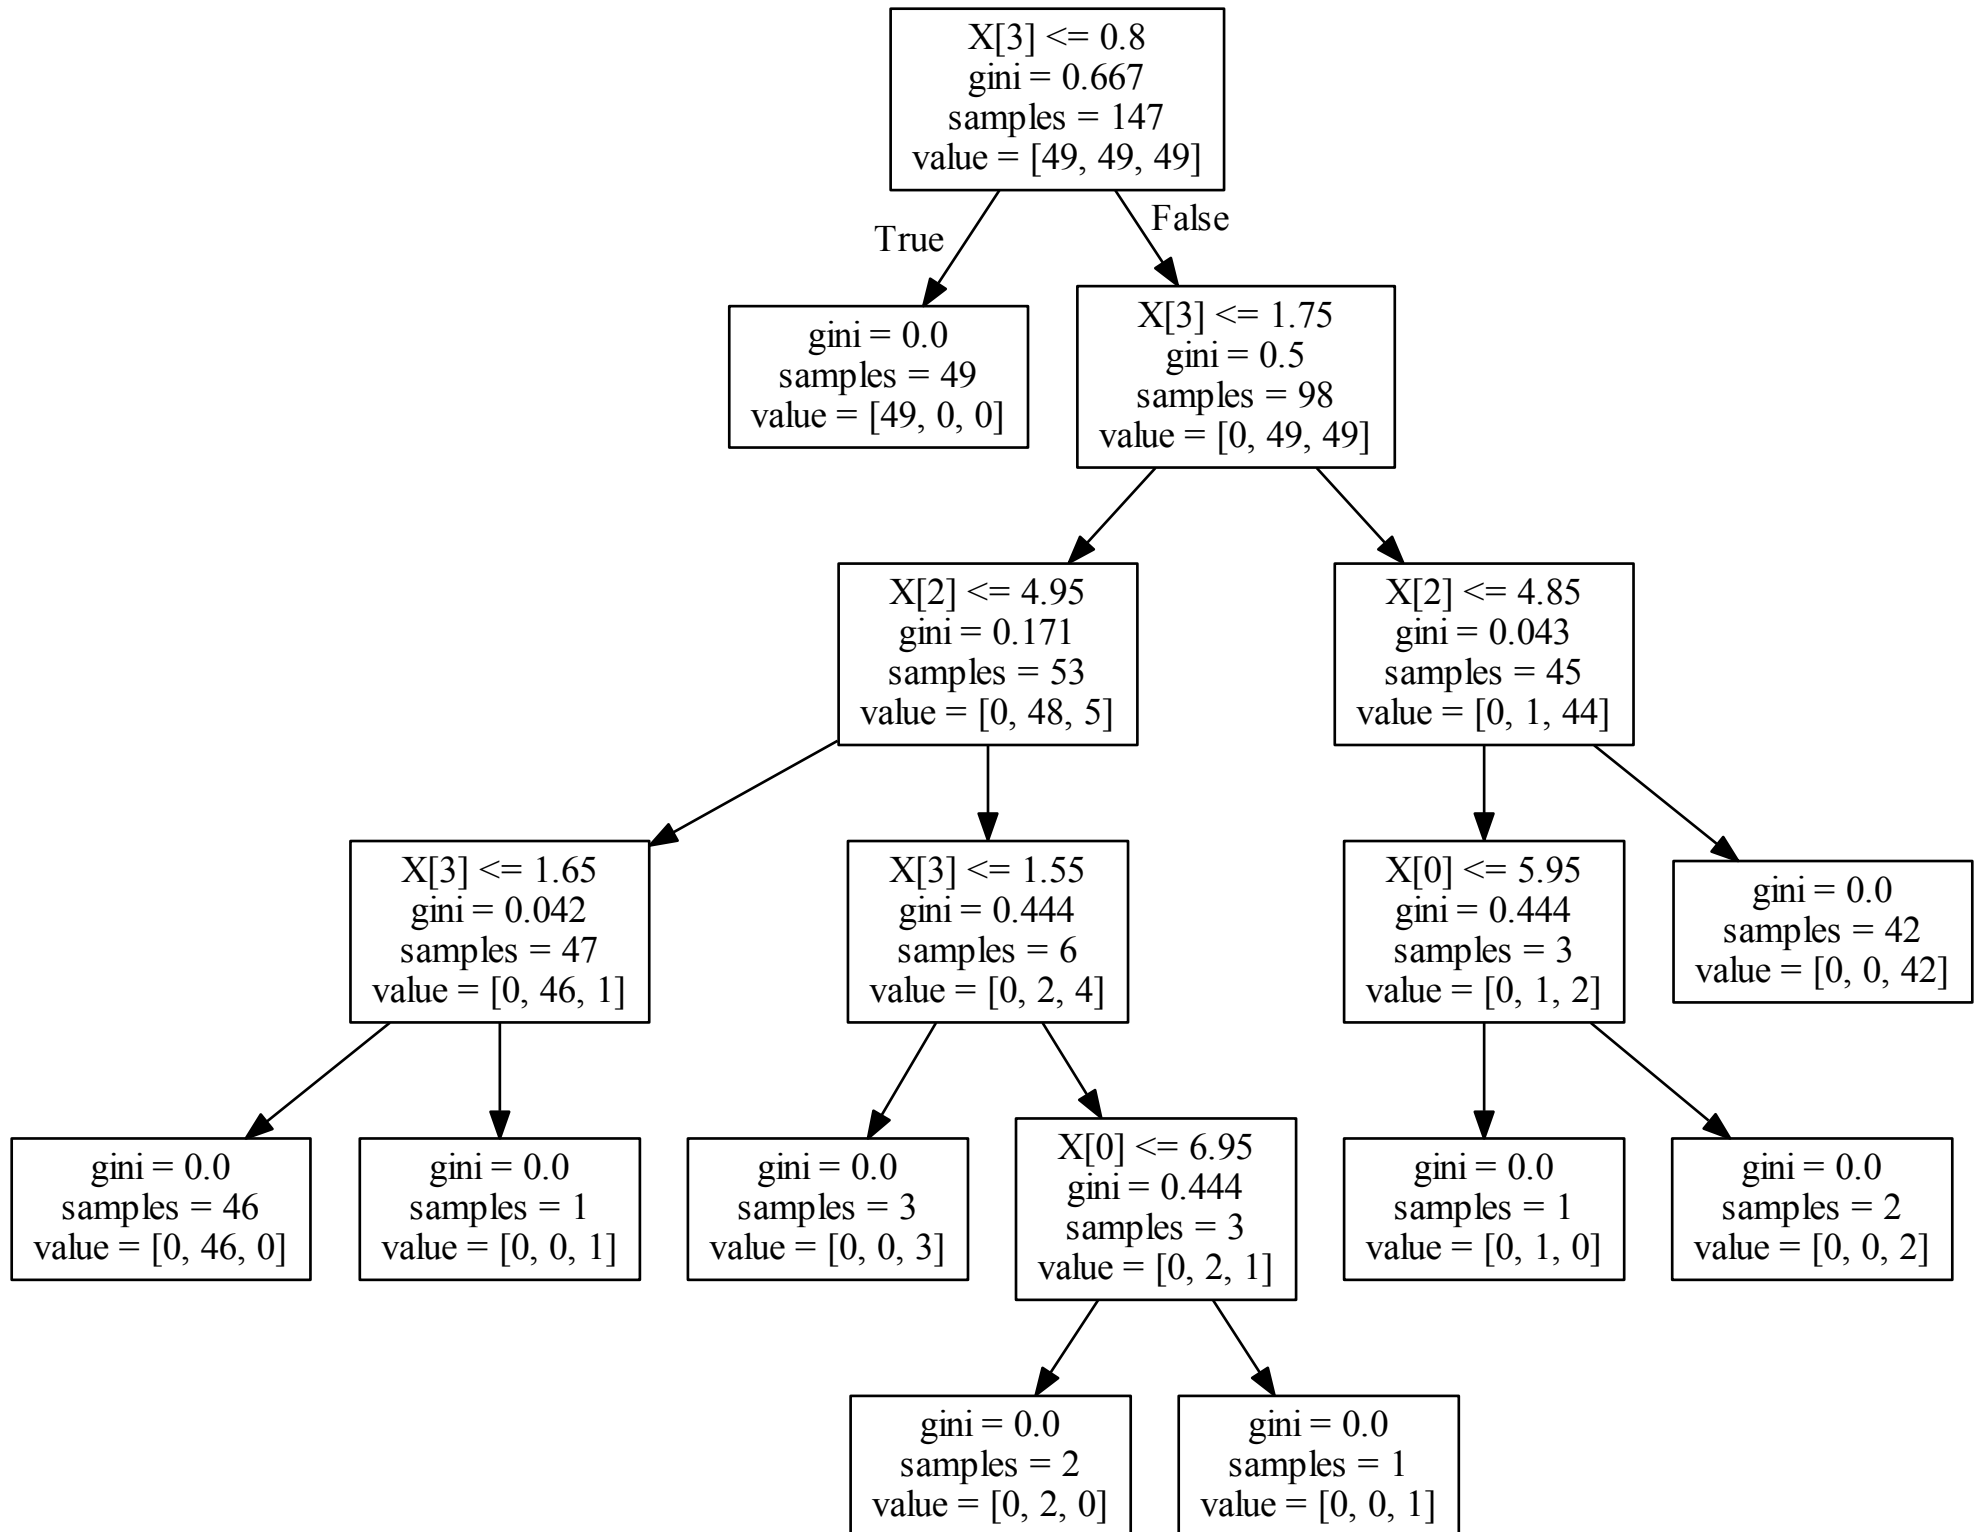 X[3] <= 0.8
gini = 0.667
samples = 147
value = [49, 49, 49]
True
False
gini = 0.0
samples = 49
value = [49, 0, 0]
X[3] <= 1.75
gini = 0.5
samples = 98
value = [0, 49, 49]
X[2] <= 4.95
gini = 0.171
samples = 53
value = [0, 48, 5]
X[2] <= 4.85
gini = 0.043
samples = 45
value = [0, 1, 44]
X[3] <= 1.65
gini = 0.042
samples = 47
value = [0, 46, 1]
X[3] <= 1.55
gini = 0.444
samples = 6
value = [0, 2, 4]
X[0] <= 5.95
gini = 0.444
samples = 3
value = [0, 1, 2]
gini = 0.0
samples = 42
value = [0, 0, 42]
gini = 0.0
samples = 46
value = [0, 46, 0]
gini = 0.0
samples = 1
value = [0, 0, 1]
gini = 0.0
samples = 3
value = [0, 0, 3]
X[0] <= 6.95
gini = 0.444
samples = 3
value = [0, 2, 1]
gini = 0.0
samples = 1
value = [0, 1, 0]
gini = 0.0
samples = 2
value = [0, 0, 2]
gini = 0.0
samples = 2
value = [0, 2, 0]
gini = 0.0
samples = 1
value = [0, 0, 1]